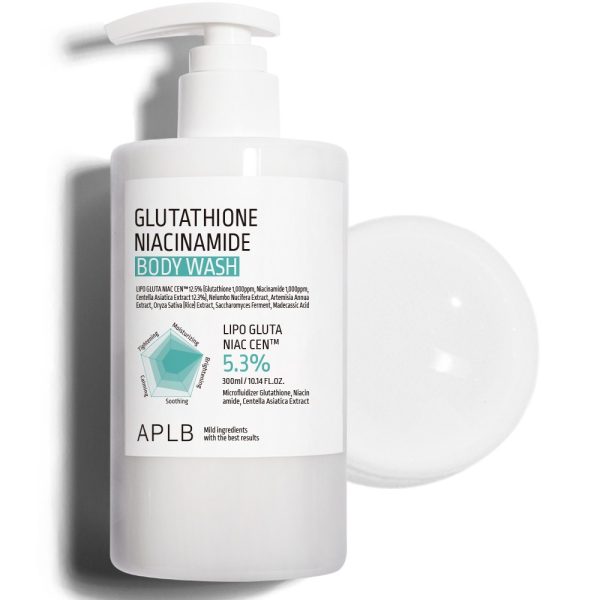 GLUTATHIONE
NIACINAMIDE
BODY WASH
LIPO GLUTA NIAC CEN™ 12.5% (Glutathione 1,000ppm, Niacinamide 1,000ppm,
Centella Asiatica Extract 12.3%), Nelumbo Nucifera Extract, Artemisia Annua
Extract, Oryza Sativa (Rice) Extract, Saccharomyces Ferment, Madecassic Acid
Moisturizing
Tightening
Brightening
Calming
Soothing
LIPO GLUTA
NIAC CEN™
5.3%
300ml / 10.14 FL.OZ.
Microfluidizer Glutathione, Niacin
amide, Centella Asiatica Extract
APLB
Mild ingredients
with the best results